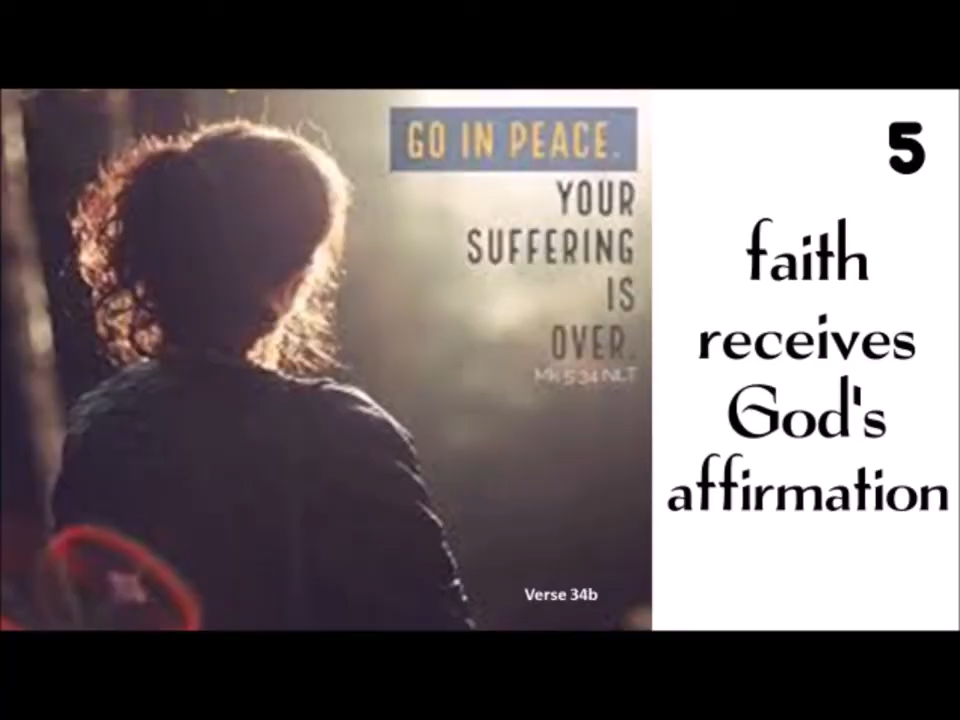 GO IN PEACE.
YOUR
SUFFERING
IS
OVER.
Mk 5:34 NLT
Verse 34b
5
faith
receives
God's
affirmation